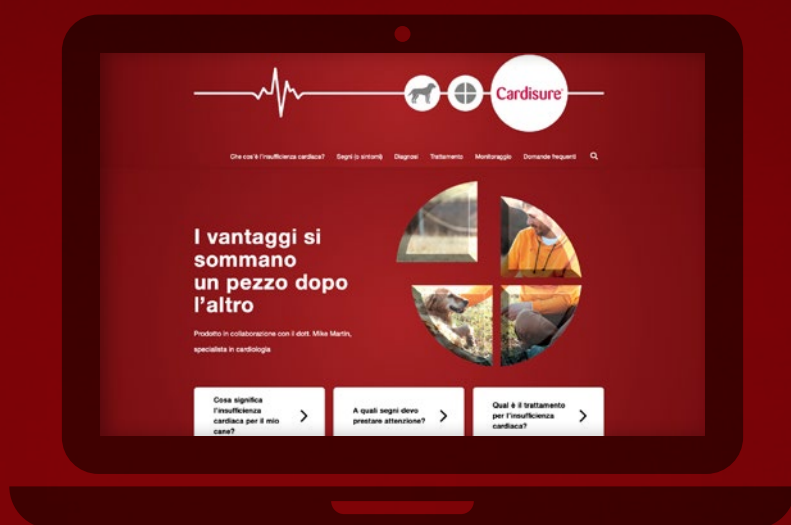 Cardisure®
Che cos'è l'insufficienza cardiaca? Segni (o sintomi) Diagnosi Trattamento Monitoraggio Domande frequenti
I vantaggi si
sommano
un pezzo dopo
l'altro
Prodotto in collaborazione con il dott. Mike Martin,
specialista in cardiologia
Cosa significa
l'insufficienza
cardiaca per il mio
cane?
A quali segni devo
prestare attenzione?
Qual è il trattamento
per l'insufficienza
cardiaca?